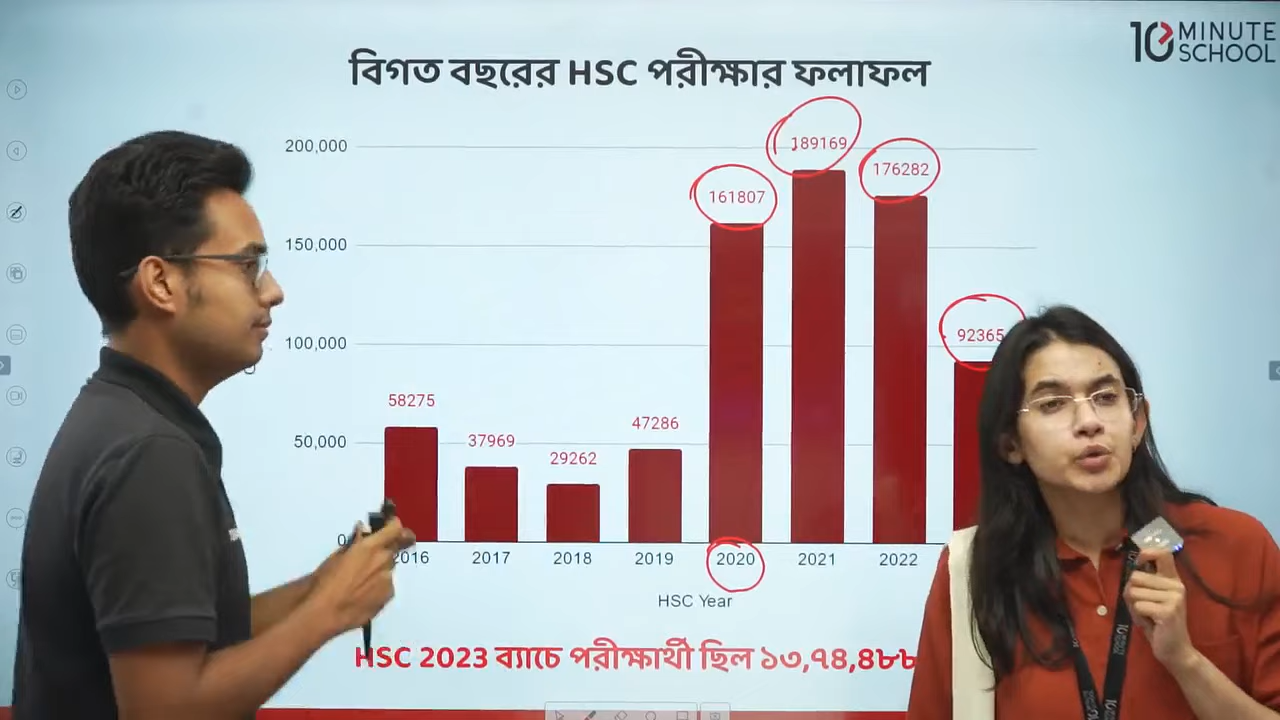 10 MINUTE SCHOOL
বিগত বছরের HSC পরীক্ষার ফলাফল
200,000
150,000
100,000
50,000
0
58275
37969
29262
47286
161807
189169
176282
92365
2016 2017 2018 2019 2020 2021 2022
HSC Year
HSC 2023 ব্যাচে পরীক্ষার্থী ছিল ১৩,৭৪,৪৮৮